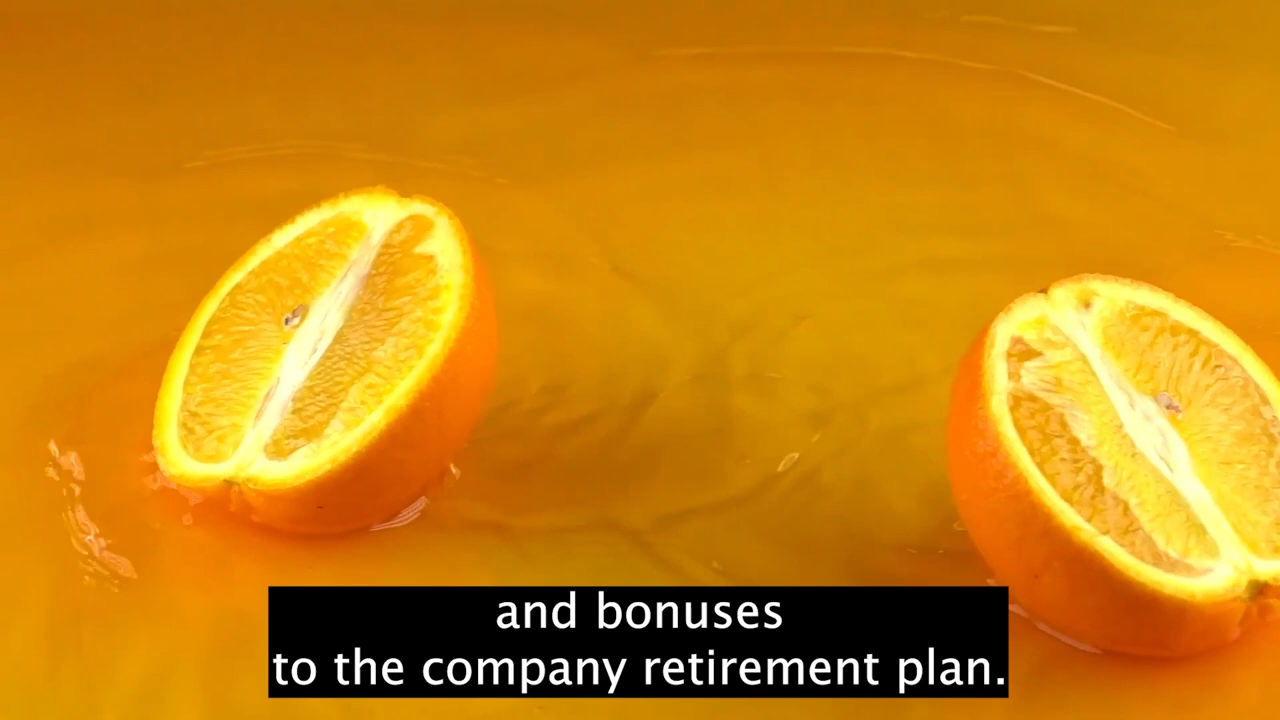 and bonuses
to the company retirement plan.